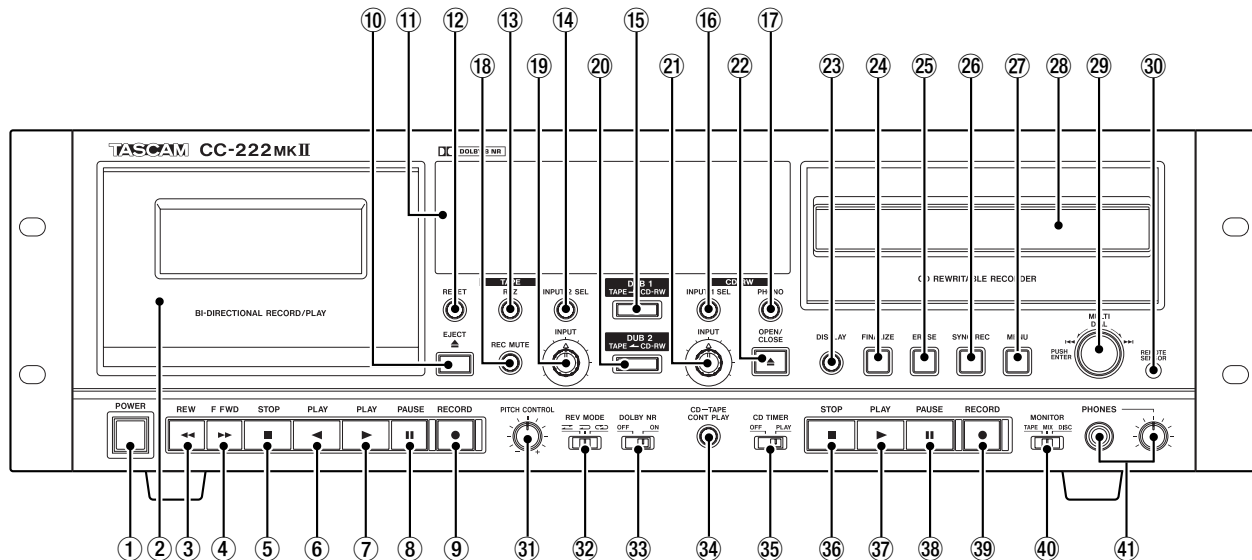 ⑩ ⑪ ⑫ ⑬ ⑭ ⑮ ⑯ ⑰
⑱ ⑲ ⑳ ㉑ ㉒ ㉓ ㉔ ㉕ ㉖ ㉗ ㉘ ㉙ ㉚
TASCAM CC-222MKII
DOLBY B NR
BI-DIRECTIONAL RECORD/PLAY
TAPE
CD-RW
RESET
RTZ
INPUT 2 SEL
DUB 1
TAPE CD-RW
INPUT 1 SEL
PHONO
EJECT
REC MUTE
INPUT
DUB 2
TAPE CD-RW
INPUT
OPEN/
CLOSE
CD REWRITABLE RECORDER
DISPLAY
FINALIZE
ERASE
SYNC REC
MENU
MULTI
DIAL
PUSH
ENTER
REMOTE
SENSOR
POWER
REW
F FWD
STOP
PLAY
PLAY
PAUSE
RECORD
PITCH CONTROL
− +
REV MODE
DOLBY NR
OFF ON
CD–TAPE
CONT PLAY
CD TIMER
OFF PLAY
STOP
PLAY
PAUSE
RECORD
MONITOR
TAPE MIX DISC
PHONES
① ② ③ ④ ⑤ ⑥ ⑦ ⑧ ⑨ ㉛ ㉜ ㉝ ㉞ ㉟ ㊱ ㊲ ㊳ ㊴ ㊵ ㊶